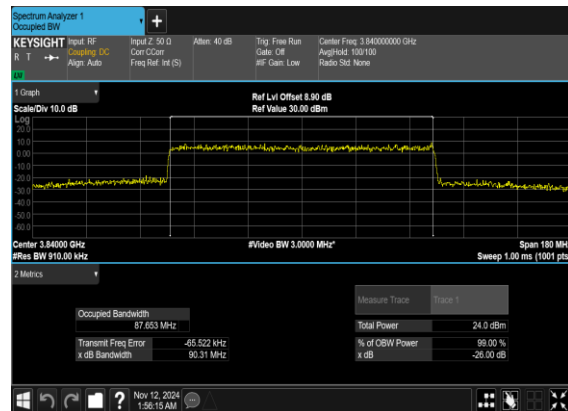 Spectrum Analyzer 1
Occupied BW
+
KEYSIGHT Input: RF Input Z: 50 Ω Atten: 40 dB Trig: Free Run Center Freq: 3.840000000 GHz
R T Coupling: DC Corr CCorr Gate: Off Avg|Hold: 100/100
Align: Auto Freq Ref: Int (S) #IF Gain: Low Radio Std: None
1 Graph
Ref Lvl Offset 8.90 dB
Scale/Div 10.0 dB Ref Value 30.00 dBm
Log
20.0
10.0
0.00
-10.0
-20.0
-30.0
-40.0
-50.0
-60.0
Center 3.84000 GHz #Video BW 3.0000 MHz* Span 180 MH
#Res BW 910.00 kHz Sweep 1.00 ms (1001 pts
2 Metrics
Measure Trace Trace 1
Occupied Bandwidth
87.653 MHz Total Power 24.0 dBm
Transmit Freq Error -65.522 kHz % of OBW Power 99.00 %
x dB Bandwidth 90.31 MHz x dB -26.00 dB
? Nov 12, 2024
1:56:15 AM